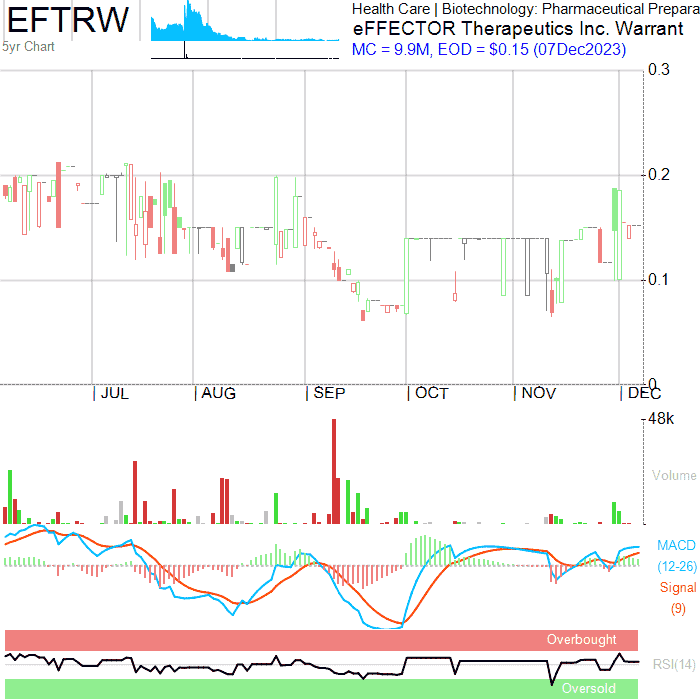 EFTRW
Health Care | Biotechnology: Pharmaceutical Prepara
eFFECTOR Therapeutics Inc. Warrant
5yr Chart
MC = 9.9M, EOD = $0.15 (07Dec2023)
0.3
0.2
0.1
0
JUL AUG SEP OCT NOV DEC
48k
Volume
MACD
(12-26)
Signal
(9)
Overbought
RSI(14)
Oversold